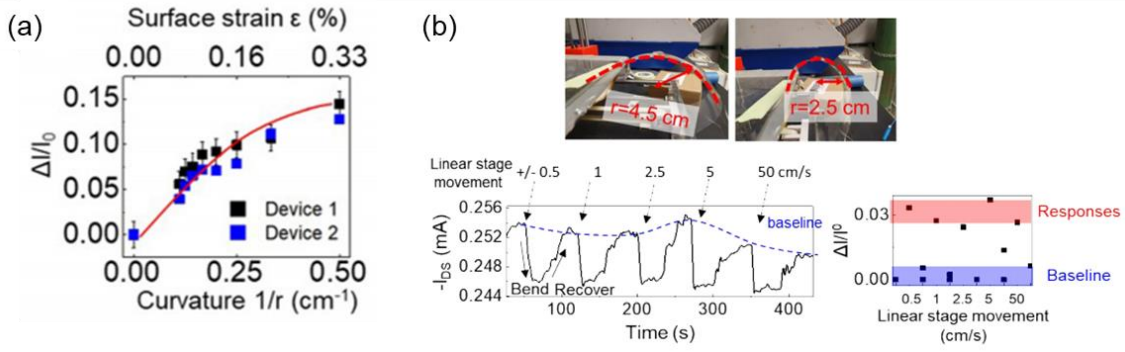 (a)
Surface strain ε (%)
0.00 0.16 0.33
0.15
0.10
0.05
0.00
ΔI/I0
Device 1
Device 2
0.00 0.25 0.50
Curvature 1/r (cm-1)
(b)
r=4.5 cm
r=2.5 cm
Linear stage
movement
+/- 0.5 1 2.5 5 50 cm/s
0.256
0.252
0.248
0.244
-IDS (mA)
baseline
Bend Recover
100 200 300 400
Time (s)
ΔI/I0
0.03
0.00
Responses
Baseline
0.5 1 2.5 5 50
Linear stage movement
(cm/s)